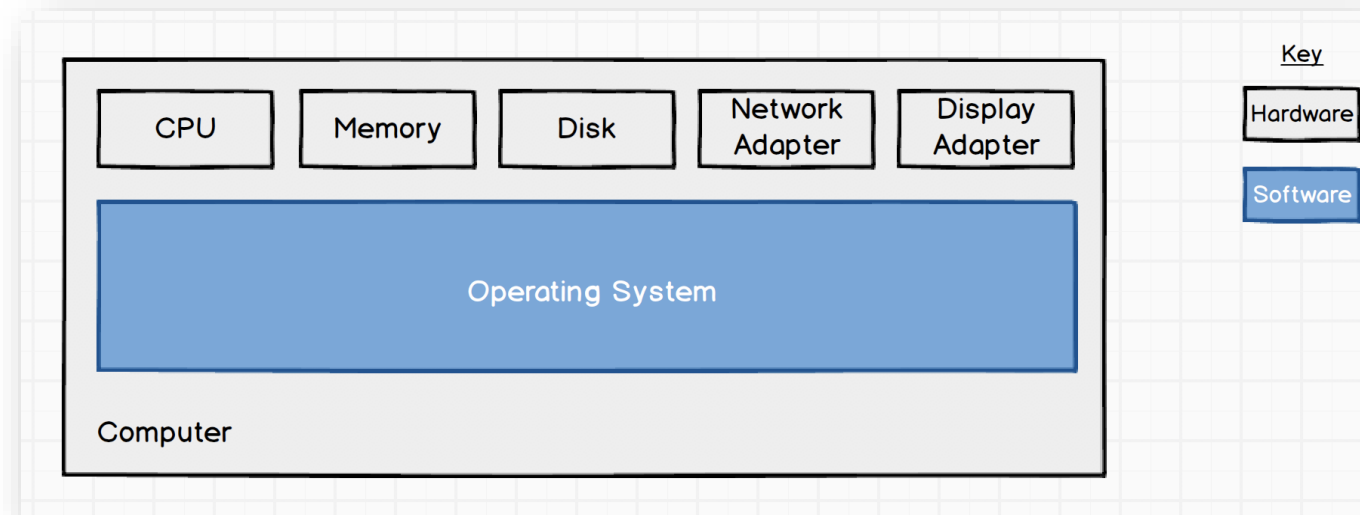 Key
CPU
Memory
Disk
Network
Adapter
Display
Adapter
Hardware
Software
Operating System
Computer